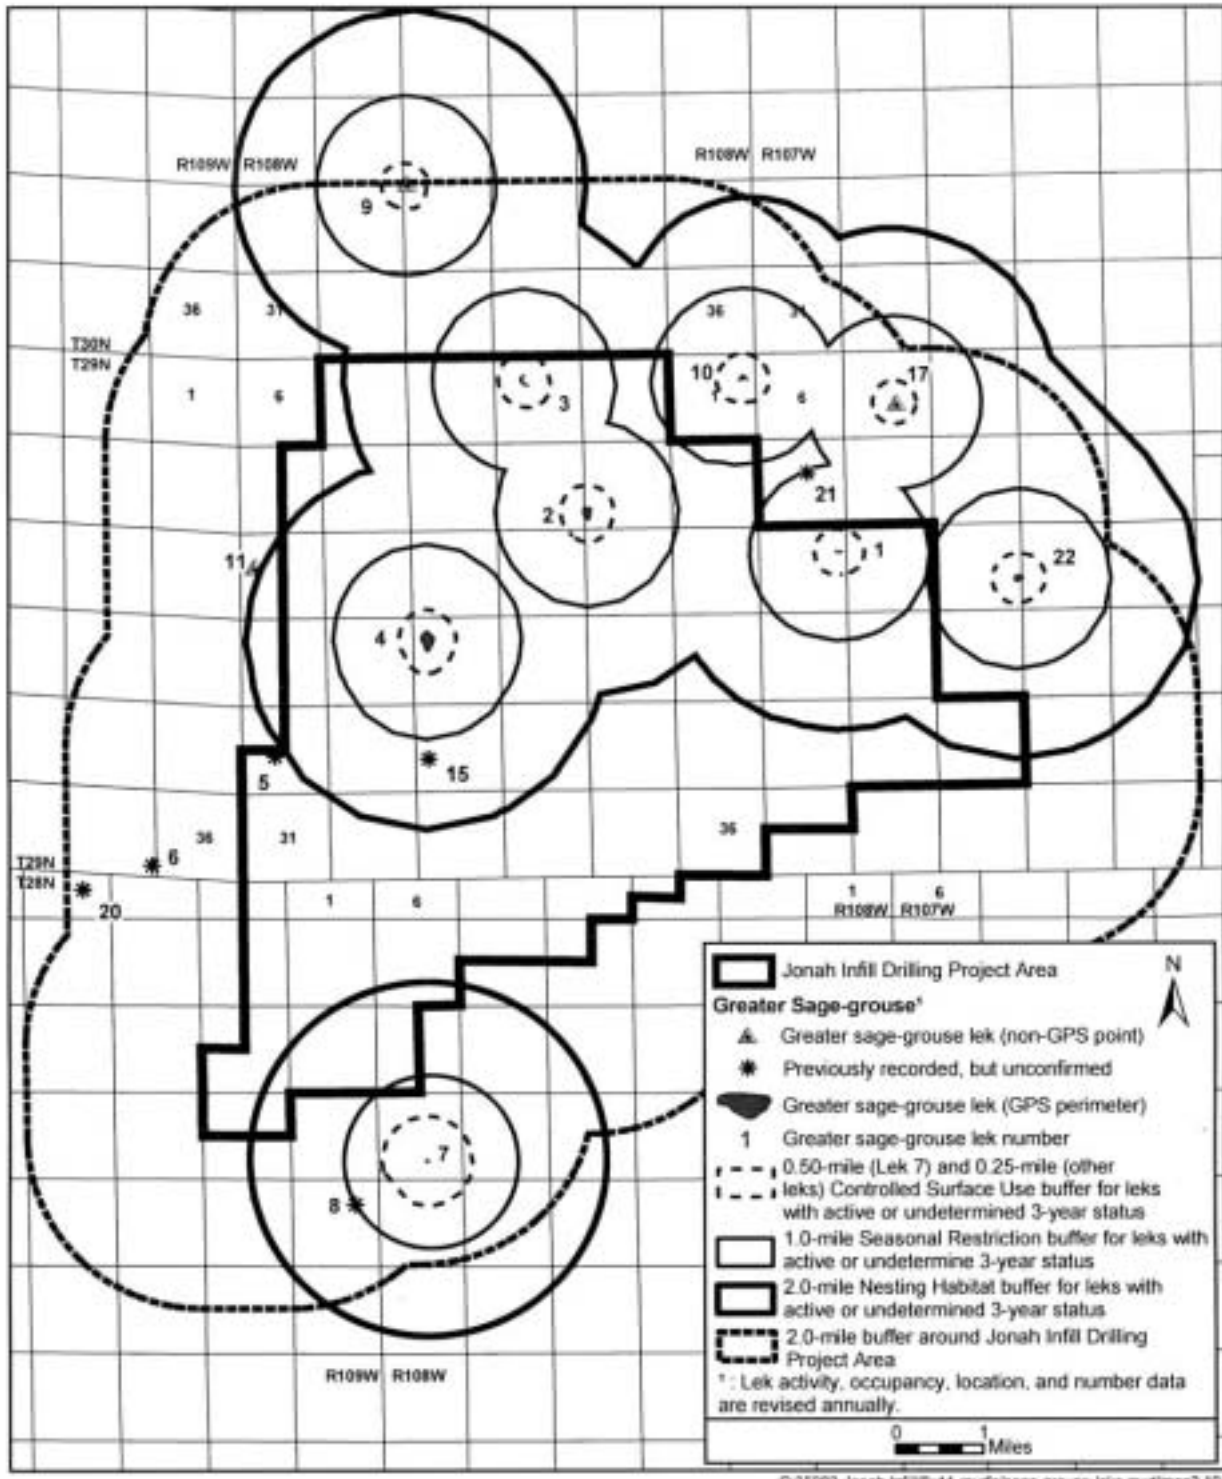 R109W R108W
R108W R107W
9
36
31
36
31
T30N
T29N
1
6
3
10
1
6
17
2
21
11
1
22
4
5
15
36
31
36
T29N
T28N
6
20
1
6
1
6
R108W R107W
7
8
R109W R108W
Jonah Infill Drilling Project Area
N
Greater Sage-grouse¹
Greater sage-grouse lek (non-GPS point)
Previously recorded, but unconfirmed
Greater sage-grouse lek (GPS perimeter)
1 Greater sage-grouse lek number
0.50-mile (Lek 7) and 0.25-mile (other
leks) Controlled Surface Use buffer for leks
with active or undetermined 3-year status
1.0-mile Seasonal Restriction buffer for leks with
active or undetermine 3-year status
2.0-mile Nesting Habitat buffer for leks with
active or undetermined 3-year status
2.0-mile buffer around Jonah Infill Drilling
Project Area
¹ : Lek activity, occupancy, location, and number data
are revised annually.
0 1
Miles